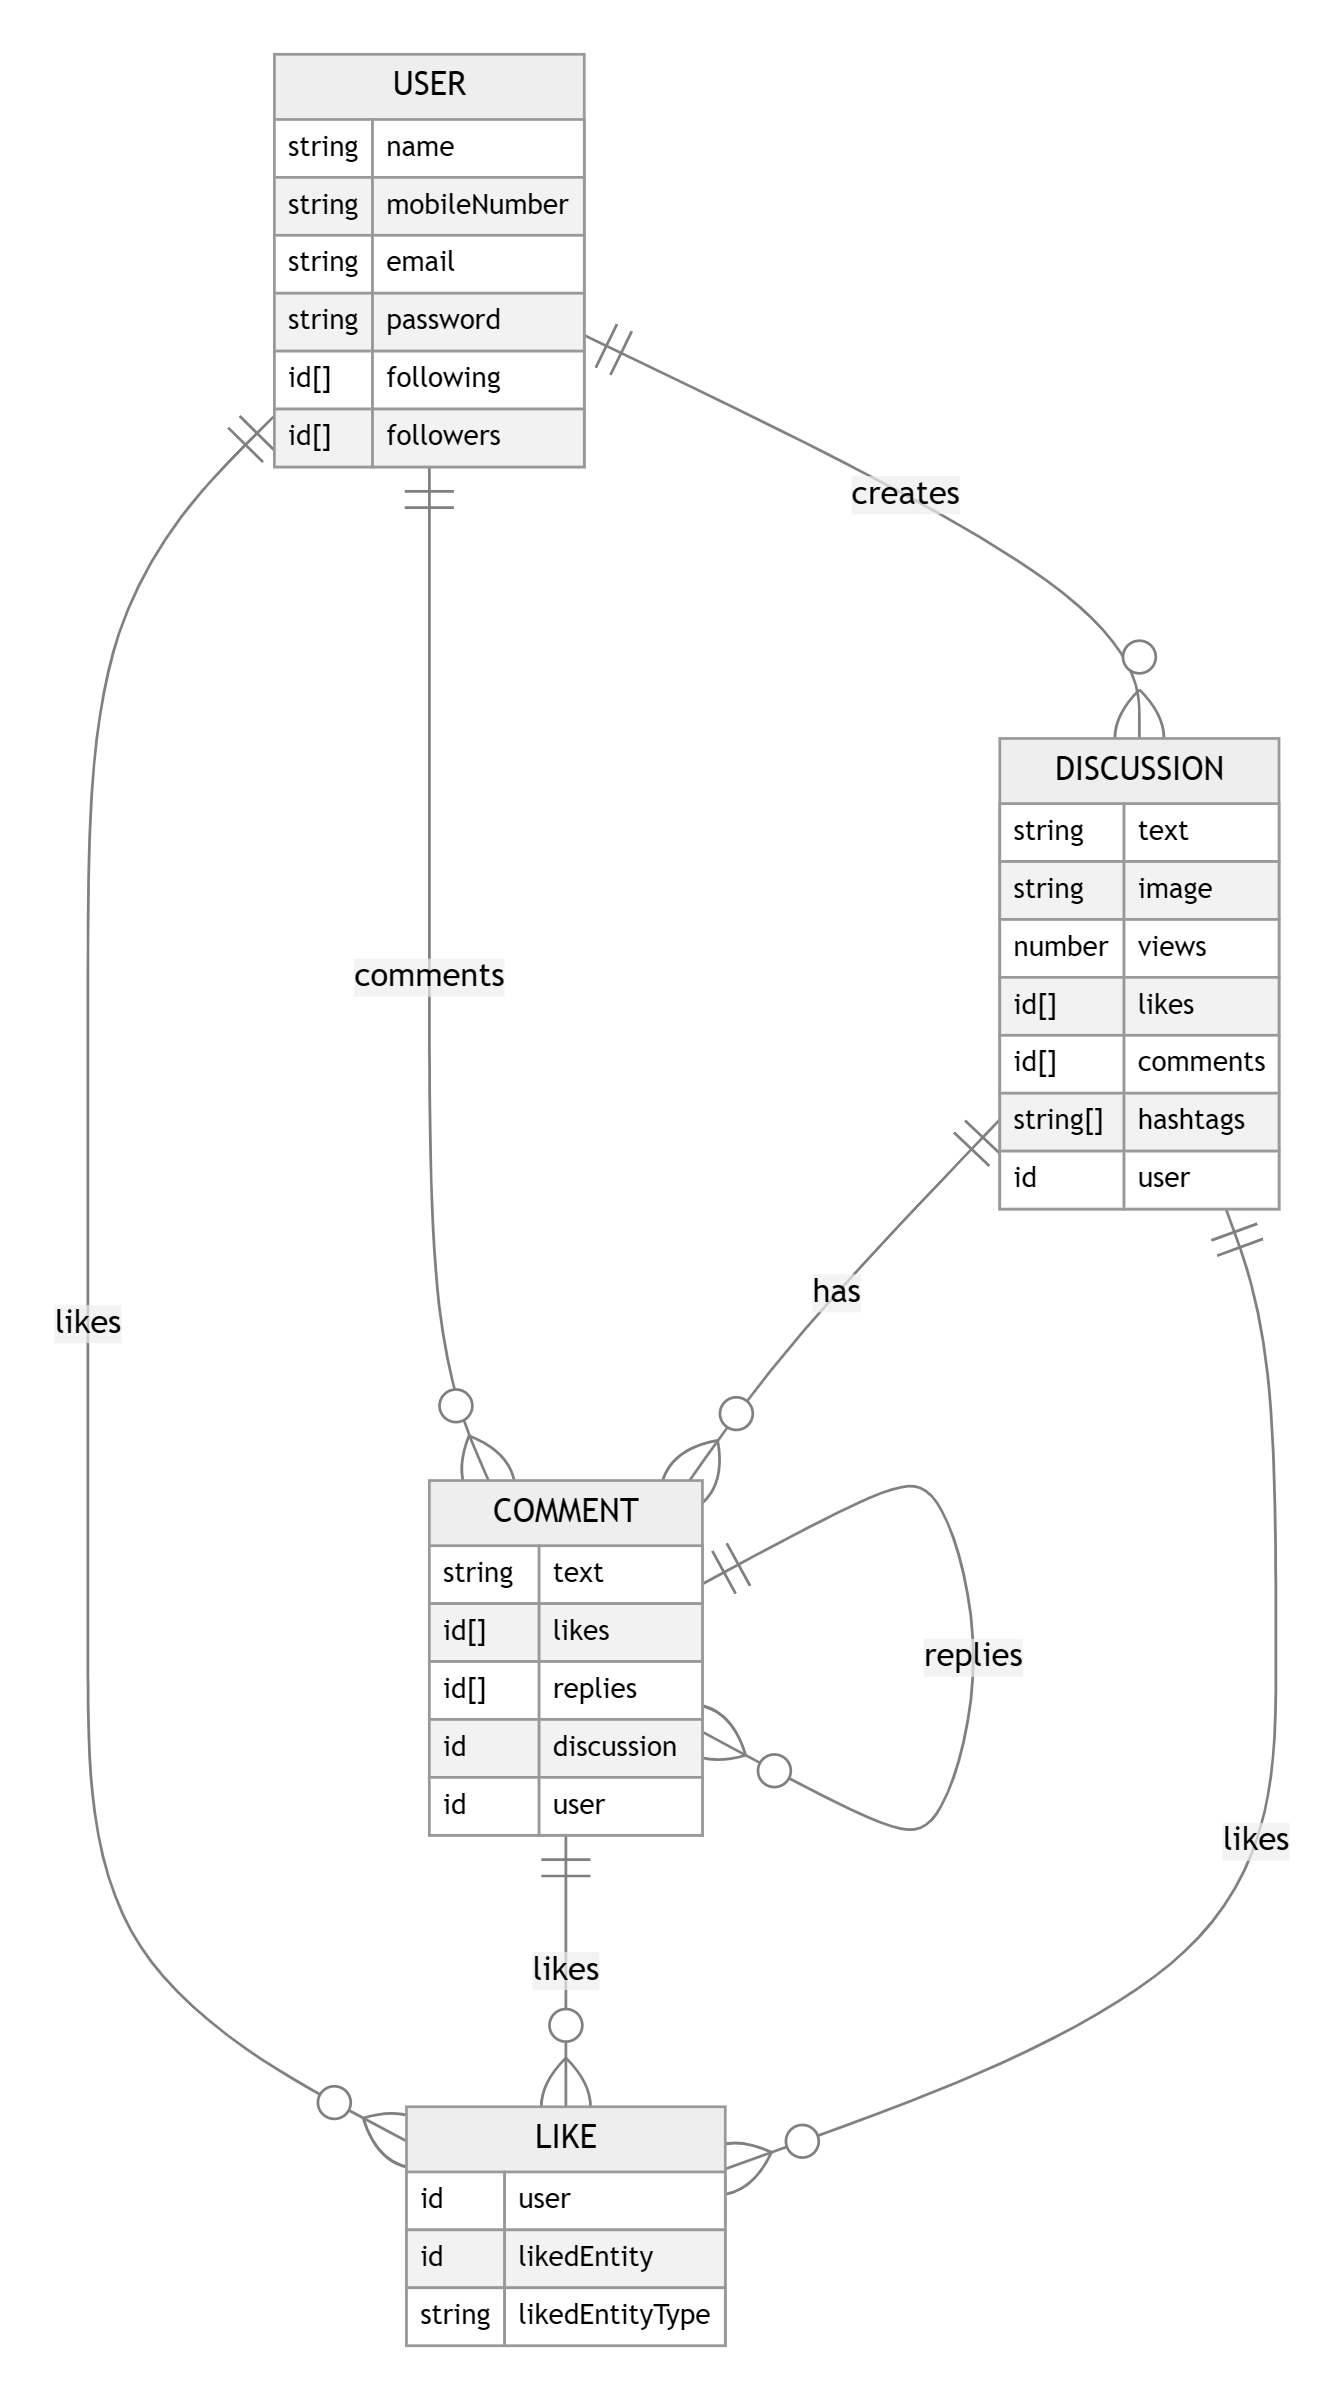 USER
string name
string mobileNumber
string email
string password
id[] following
id[] followers
creates
DISCUSSION
string text
string image
number views
id[] likes
id[] comments
string[] hashtags
id user
comments
has
likes
COMMENT
string text
id[] likes
id[] replies
id discussion
id user
replies
likes
likes
LIKE
id user
id likedEntity
string likedEntityType